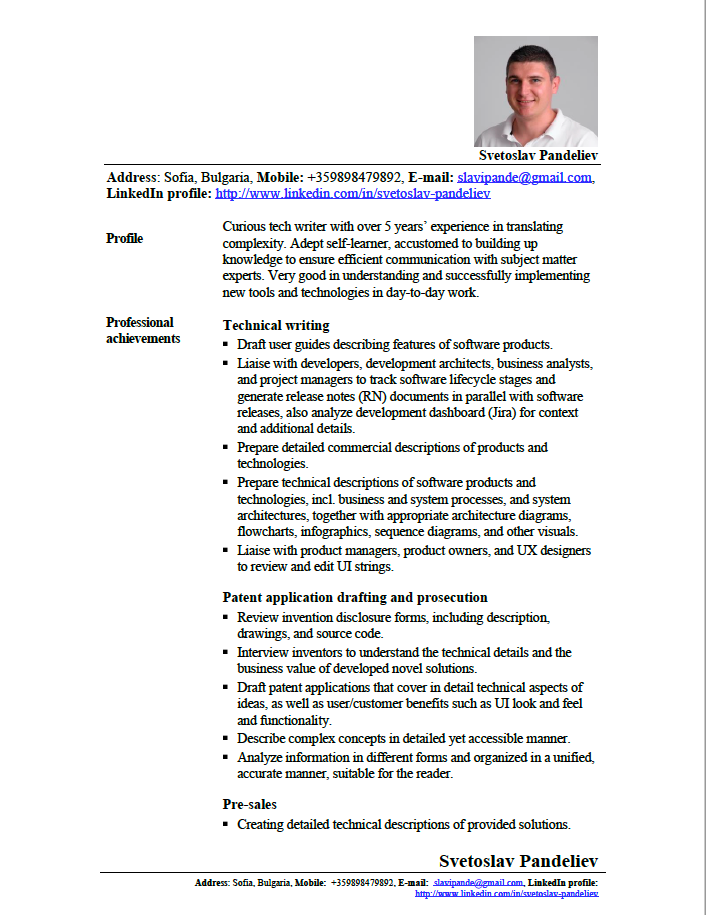 Svetoslav Pandeliev
Address: Sofia, Bulgaria, Mobile: +359898479892, E-mail: slavipande@gmail.com,
LinkedIn profile: http://www.linkedin.com/in/svetoslav-pandeliev
Profile
Curious tech writer with over 5 years’ experience in translating
complexity. Adept self-learner, accustomed to building up
knowledge to ensure efficient communication with subject matter
experts. Very good in understanding and successfully implementing
new tools and technologies in day-to-day work.
Professional
achievements
Technical writing
▪ Draft user guides describing features of software products.
▪ Liaise with developers, development architects, business analysts,
and project managers to track software lifecycle stages and
generate release notes (RN) documents in parallel with software
releases, also analyze development dashboard (Jira) for context
and additional details.
▪ Prepare detailed commercial descriptions of products and
technologies.
▪ Prepare technical descriptions of software products and
technologies, incl. business and system processes, and system
architectures, together with appropriate architecture diagrams,
flowcharts, infographics, sequence diagrams, and other visuals.
▪ Liaise with product managers, product owners, and UX designers
to review and edit UI strings.
Patent application drafting and prosecution
▪ Review invention disclosure forms, including description,
drawings, and source code.
▪ Interview inventors to understand the technical details and the
business value of developed novel solutions.
▪ Draft patent applications that cover in detail technical aspects of
ideas, as well as user/customer benefits such as UI look and feel
and functionality.
▪ Describe complex concepts in detailed yet accessible manner.
▪ Analyze information in different forms and organized in a unified,
accurate manner, suitable for the reader.
Pre-sales
▪ Creating detailed technical descriptions of provided solutions.
Svetoslav Pandeliev
Address: Sofia, Bulgaria, Mobile: +359898479892, E-mail: slavipande@gmail.com, LinkedIn profile:
http://www.linkedin.com/in/svetoslav-pandeliev